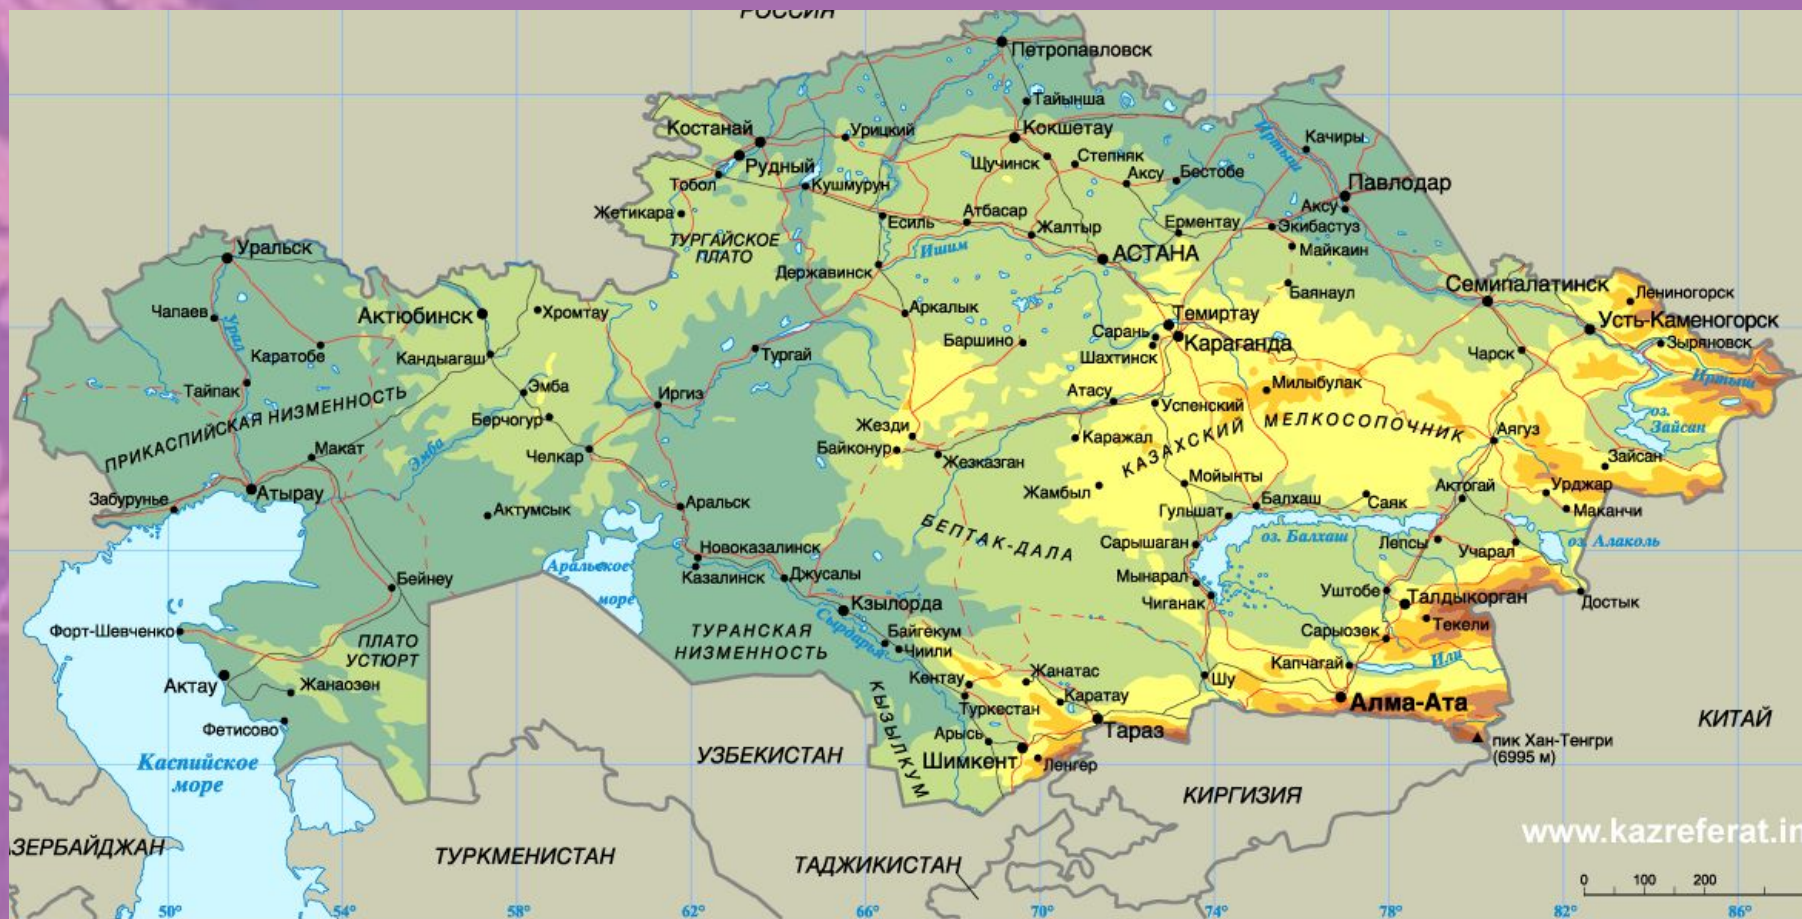 РОССИЯ
Петропавловск
Тайынша
Костанай
Урицкий
Кокшетау
Иртыш
Качиры
Рудный
Щучинск
Степняк
Тобол
Кушмурун
Аксу
Бестобе
Павлодар
Жетикара
Аксу
Есиль
Атбасар
Жалтыр
Ерментау
Экибастуз
ТУРГАЙСКОЕ
ПЛАТО
Ишим
Майкаин
Уральск
АСТАНА
Державинск
Семипалатинск
Баянаул
Лениногорск
Чапаев
Урал
Актюбинск
Хромтау
Аркалык
Темиртау
Усть-Каменогорск
Каратобе
Кандыагаш
Тургай
Баршино
Сарань
Шахтинск
Караганда
Чарск
Зыряновск
Тайпак
Эмба
Иргиз
Атасу
Милыбулак
Иртыш
ПРИКАСПИЙСКАЯ НИЗМЕННОСТЬ
Берчогур
Успенский
оз.
Зайсан
Жезди
КАЗАХСКИЙ МЕЛКОСОПОЧНИК
Аягуз
Макат
Эмба
Челкар
Байконур
Жезказган
Каражал
Зайсан
Забурунье
Атырау
Жамбыл
Мойынты
Балхаш
Саяк
Актогай
Урджар
Актумсык
Аральск
Гульшат
Маканчи
БЕПТАК-ДАЛА
Сарышаган
оз. Балхаш
Лепсы
Учарал
оз. Алаколь
Новоказалинск
Аральское
море
Казалинск
Джусалы
Бейнеу
Мынарал
Чиганак
Уштобе
Талдыкорган
Достык
Кзылорда
Форт-Шевченко
ПЛАТО
УСТЮРТ
ТУРАНСКАЯ
НИЗМЕННОСТЬ
Сырдарья
Байгекум
Чиили
Сарыозек
Текели
Капчагай
Или
Актау
Жанаозен
Кентау
Жанатас
Шу
Каратау
Туркестан
Алма-Ата
КЫЗЫЛКУМ
Фетисово
Арысь
Тараз
КИТАЙ
Шимкент
Ленгер
пик Хан-Тенгри
(6995 м)
Каспийское
море
УЗБЕКИСТАН
КИРГИЗИЯ
www.kazreferat.in
ЗЕРБАЙДЖАН
ТУРКМЕНИСТАН
ТАДЖИКИСТАН
0 100 200
50° 54° 58° 62° 66° 70° 74° 78° 82° 86°